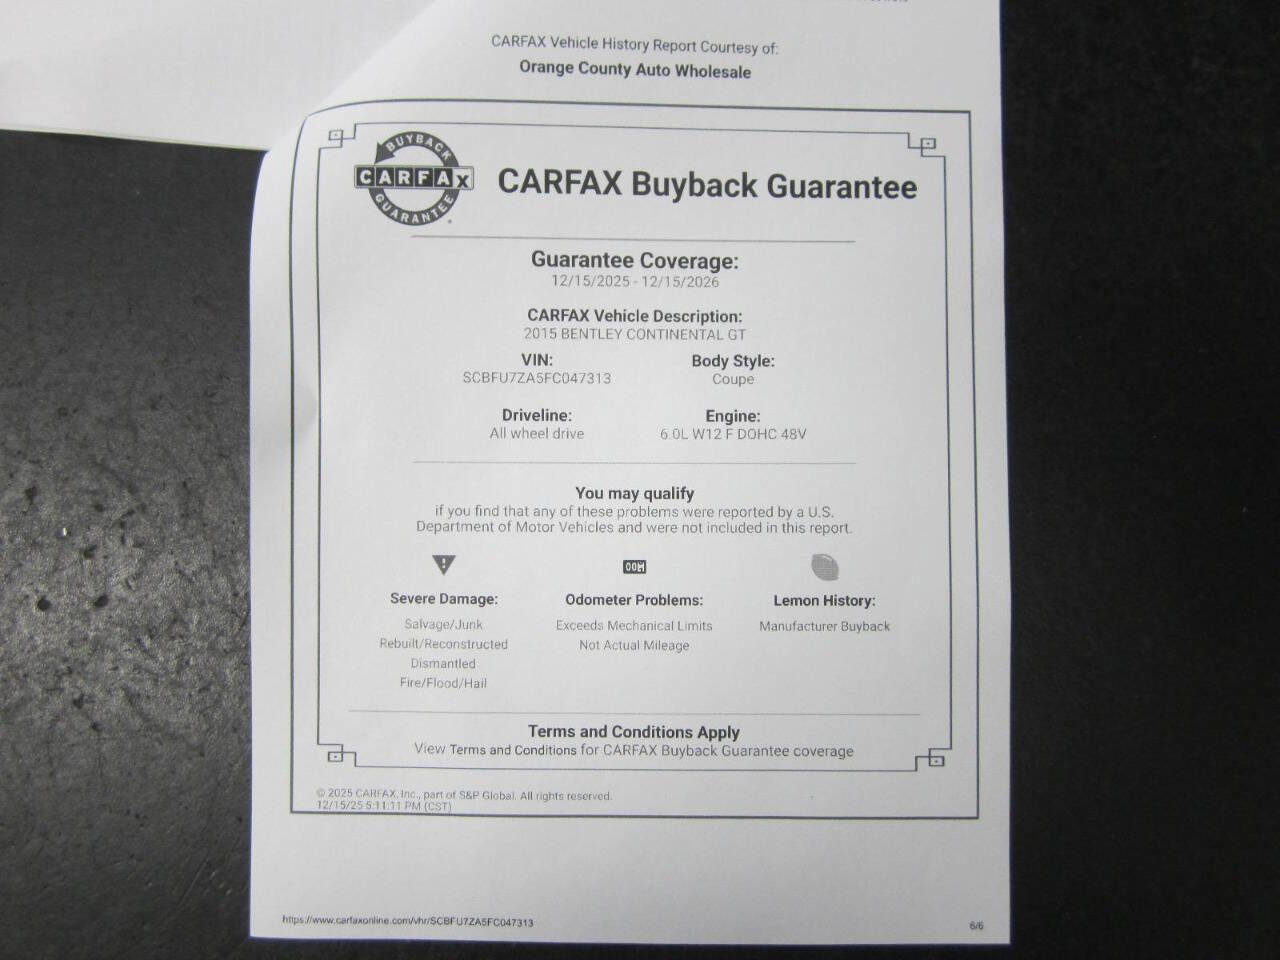 CARFAX Vehicle History Report Courtesy of:
Orange County Auto Wholesale
BUYBACK
CARFAX
GUARANTEE
CARFAX Buyback Guarantee
Guarantee Coverage:
12/15/2025 - 12/15/2026
CARFAX Vehicle Description:
2015 BENTLEY CONTINENTAL GT
VIN: Body Style:
SCBFU7ZA5FC047313 Coupe
Driveline: Engine:
All wheel drive 6.0L W12 F DOHC 48V
You may qualify
if you find that any of these problems were reported by a U.S.
Department of Motor Vehicles and were not included in this report.
Severe Damage: Odometer Problems: Lemon History:
Salvage/Junk Exceeds Mechanical Limits Manufacturer Buyback
Rebuilt/Reconstructed Not Actual Mileage
Dismantled
Fire/Flood/Hail
Terms and Conditions Apply
View Terms and Conditions for CARFAX Buyback Guarantee coverage
© 2025 CARFAX, Inc., part of S&P Global. All rights reserved.
12/15/25 5:11:11 PM (CST)
https://www.carfaxonline.com/vhr/SCBFU7ZA5FC047313 6/6